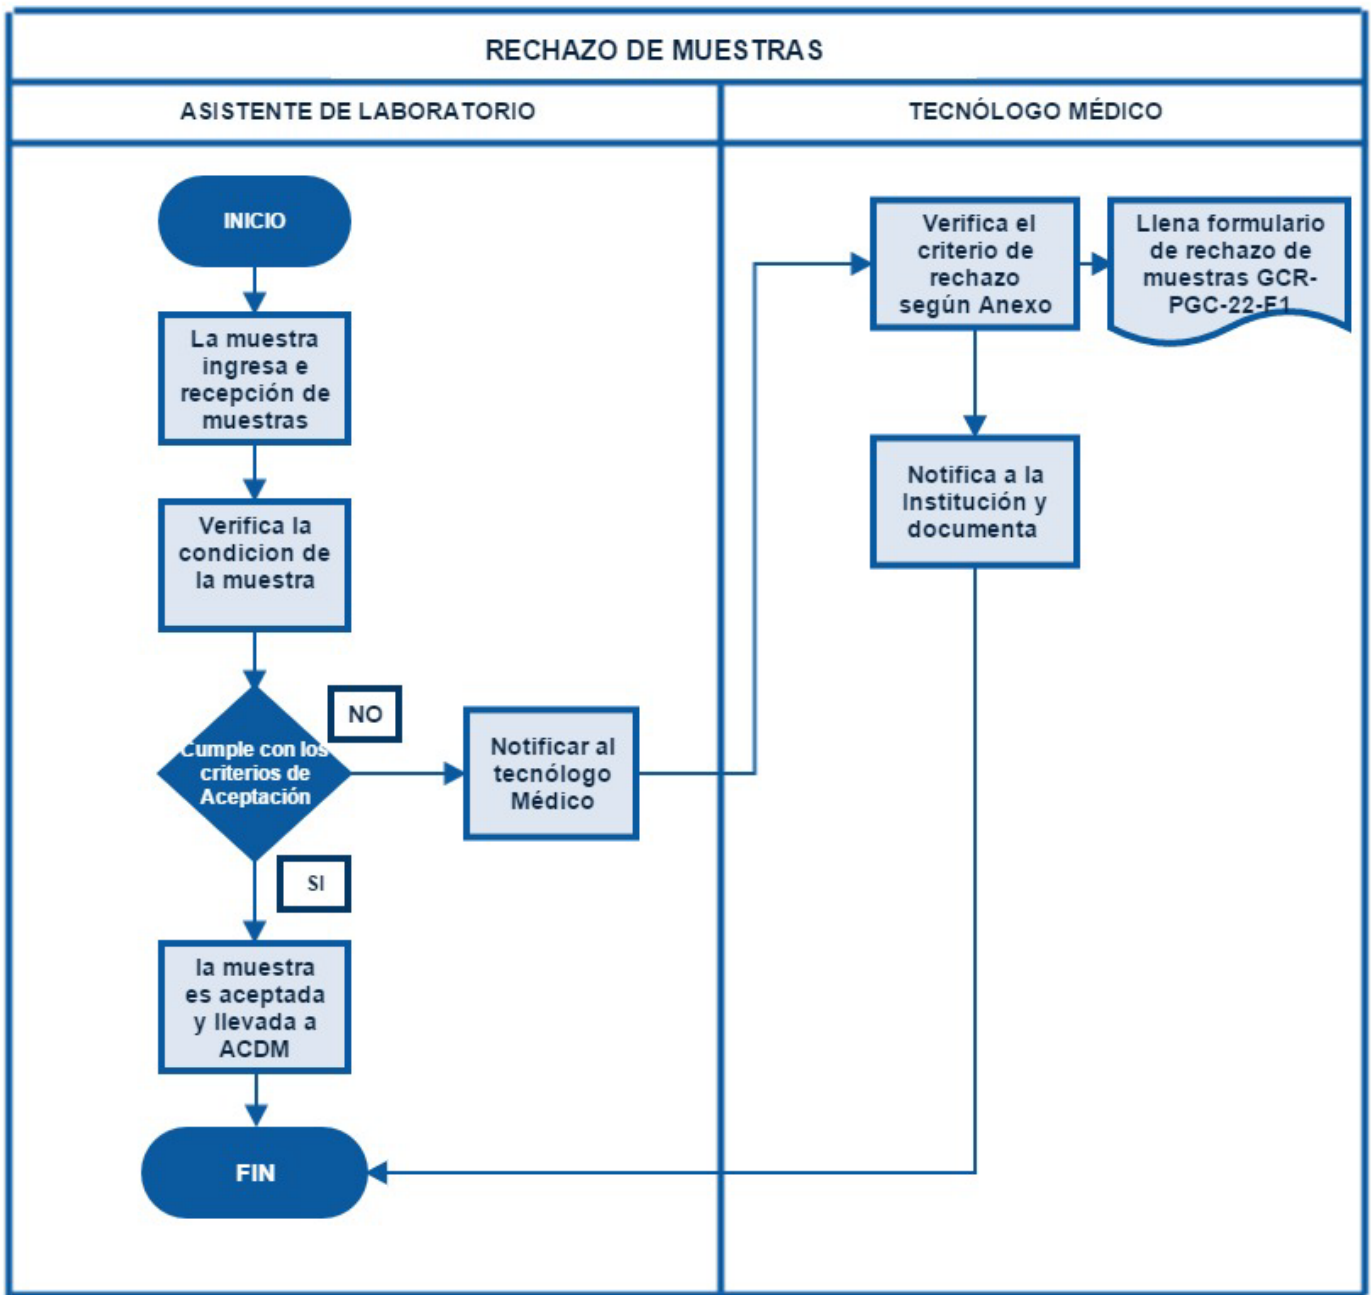 RECHAZO DE MUESTRAS
ASISTENTE DE LABORATORIO
TECNÓLOGO MÉDICO
INICIO
La muestra
ingresa e
recepción de
muestras
Verifica la
condicion de
la muestra
Cumple con los
criterios de
Aceptación
NO
Notificar al
tecnólogo
Médico
SI
la muestra
es aceptada
y llevada a
ACDM
FIN
Verifica el
criterio de
rechazo
según Anexo
Llena formulario
de rechazo de
muestras GCR-
PGC-22-F1
Notifica a la
Institución y
documenta